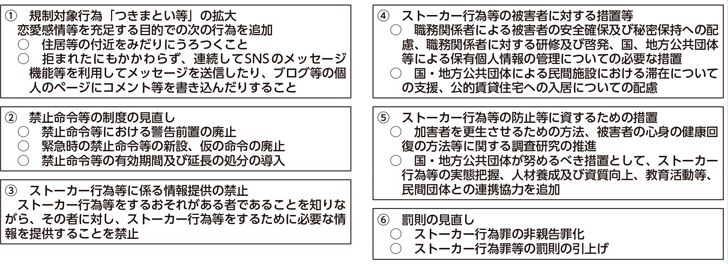 ① 規制対象行為「つきまとい等」の拡大
恋愛感情等を充足する目的での次の行為を追加
○ 住居等の付近をみだりにうろつくこと
○ 拒まれたにもかかわらず、連続してSNSのメッセージ
機能等を利用してメッセージを送信したり、ブログ等の個
人のページにコメント等を書き込んだりすること
② 禁止命令等の制度の見直し
○ 禁止命令等における警告前置の廃止
○ 緊急時の禁止命令等の新設、仮の命令の廃止
○ 禁止命令等の有効期間及び延長の処分の導入
③ ストーカー行為等に係る情報提供の禁止
ストーカー行為等をするおそれがある者であることを知りな
がら、その者に対し、ストーカー行為等をするために必要な情
報を提供することを禁止
④ ストーカー行為等の被害者に対する措置等
○ 職務関係者による被害者の安全確保及び秘密保持への配
慮、職務関係者に対する研修及び啓発、国、地方公共団体
等による保有個人情報の管理についての必要な措置
○ 国・地方公共団体による民間施設における滞在について
の支援、公的賃貸住宅への入居についての配慮
⑤ ストーカー行為等の防止等に資するための措置
○ 加害者を更生させるための方法、被害者の心身の健康回
復の方法等に関する調査研究の推進
○ 国・地方公共団体が努めるべき措置として、ストーカー
行為等の実態把握、人材養成及び資質向上、教育活動等、
民間団体との連携協力を追加
⑥ 罰則の見直し
○ ストーカー行為罪の非親告罪化
○ ストーカー行為罪等の罰則の引上げ